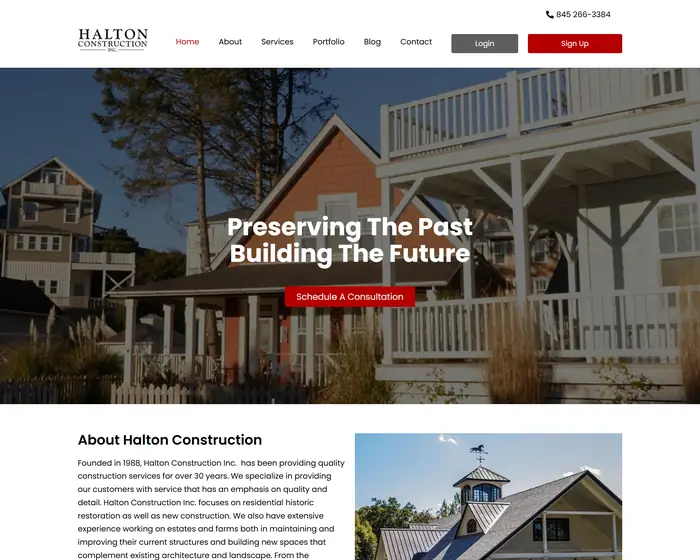 845 266-3384
HALTON
CONSTRUCTION
INC.
Home
About
Services
Portfolio
Blog
Contact
Login
Sign Up
Preserving The Past
Building The Future
Schedule A Consultation
About Halton Construction
Founded in 1988, Halton Construction Inc.  has been providing quality
construction services for over 30 years. We specialize in providing
our customers with service that has an emphasis on quality and
detail. Halton Construction Inc. focuses on residential historic
restoration as well as new construction. We also have extensive
experience working on estates and farms both in maintaining and
improving their current structures and building new spaces that
complement existing architecture and landscape. From the